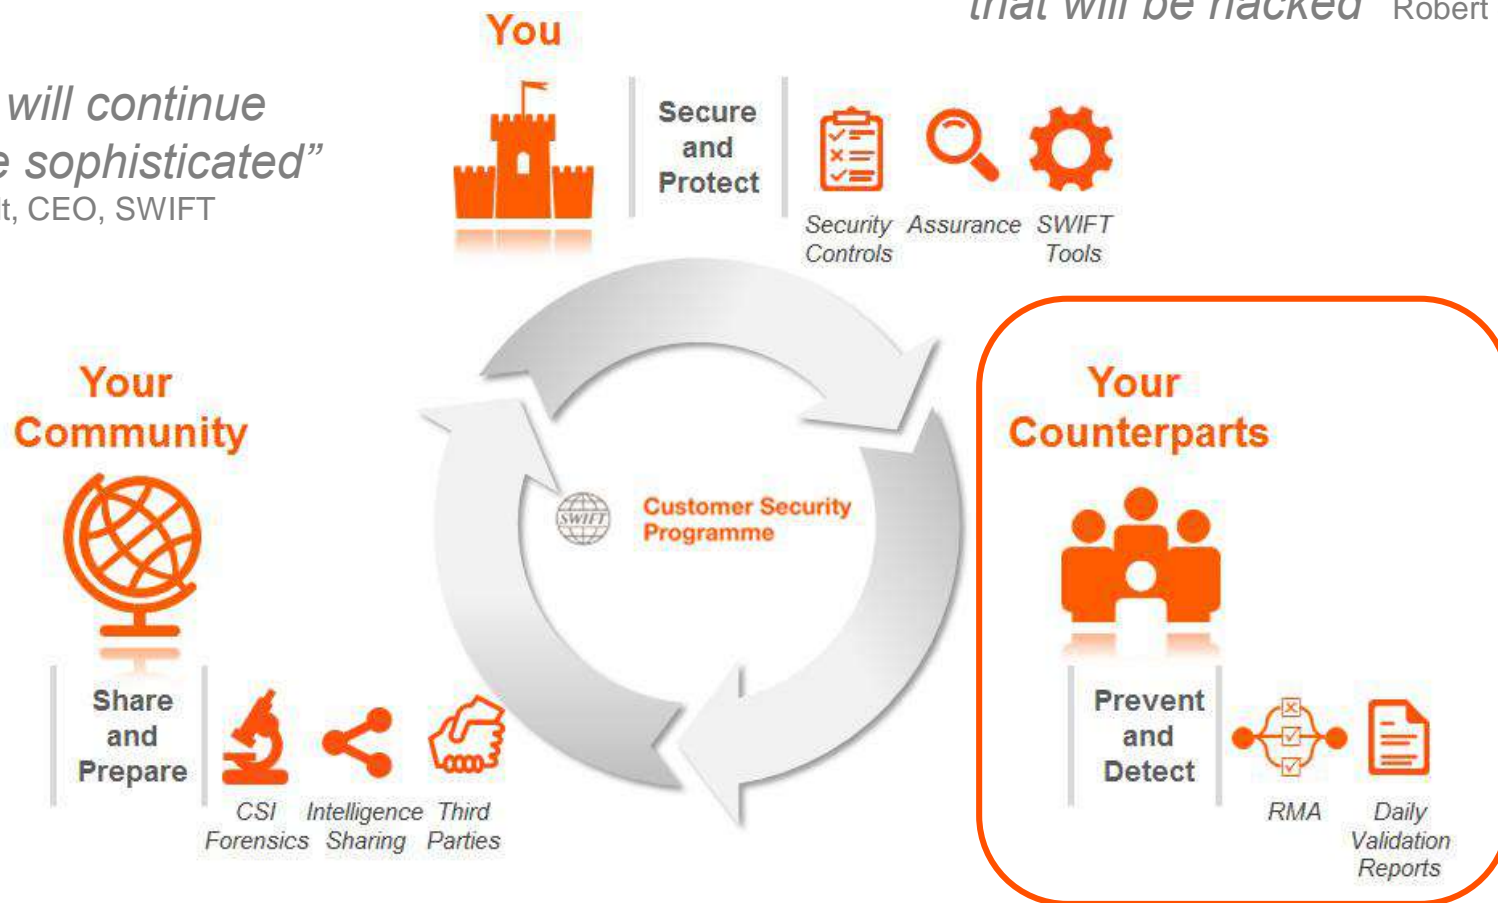 that will be hacked" Robert
You
will continue
sophisticated”
CEO, SWIFT
Secure
and
Protect
Security
Controls
Assurance
SWIFT
Tools
Your
Community
Your
Counterparts
SWIFT
Customer Security
Programme
Share
and
Prepare
CSI
Forensics
Intelligence
Sharing
Third
Parties
Prevent
and
Detect
RMA
Daily
Validation
Reports